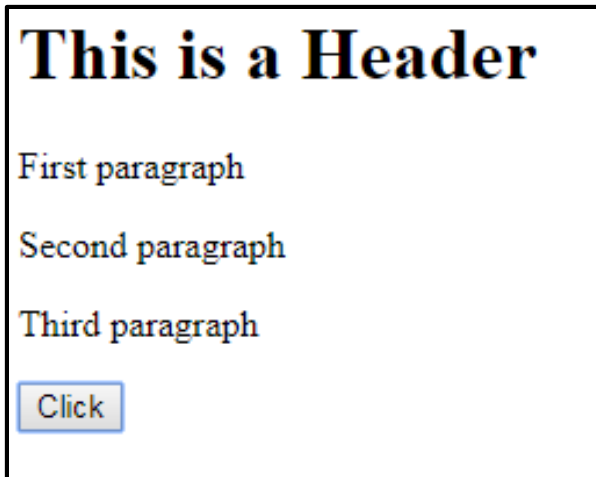 This is a Header
First paragraph
Second paragraph
Third paragraph
Click